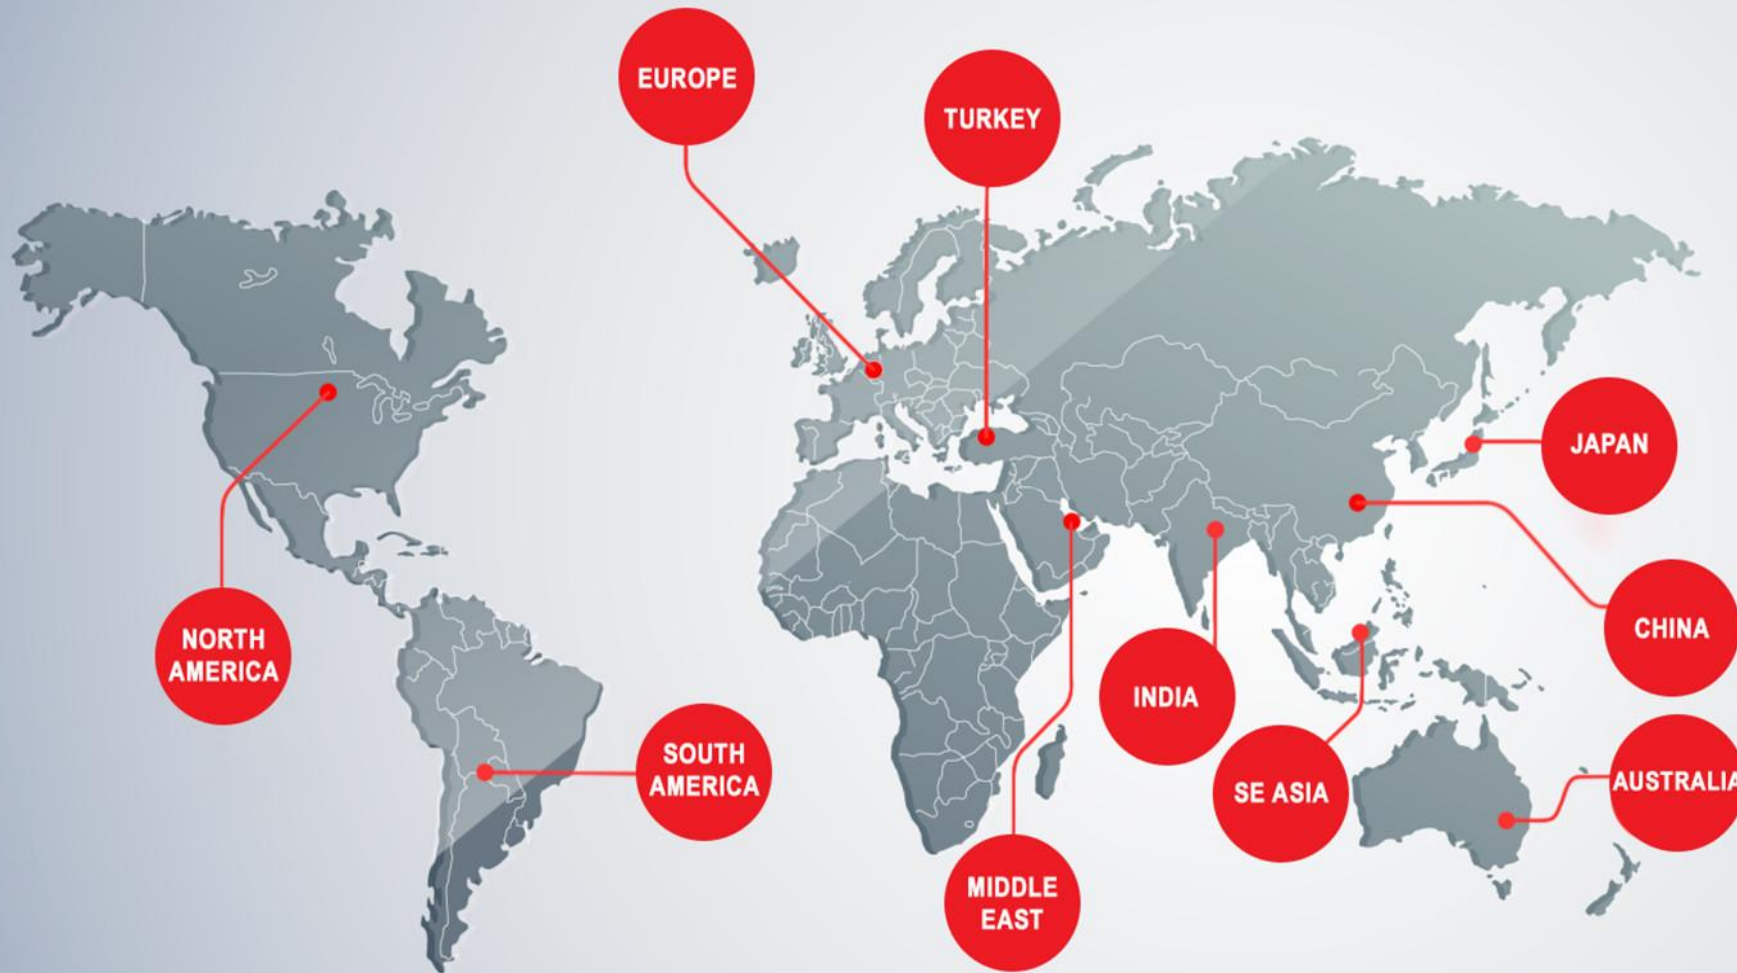 EUROPE
TURKEY
JAPAN
CHINA
NORTH
AMERICA
INDIA
SOUTH
AMERICA
SE ASIA
AUSTRALIA
MIDDLE
EAST